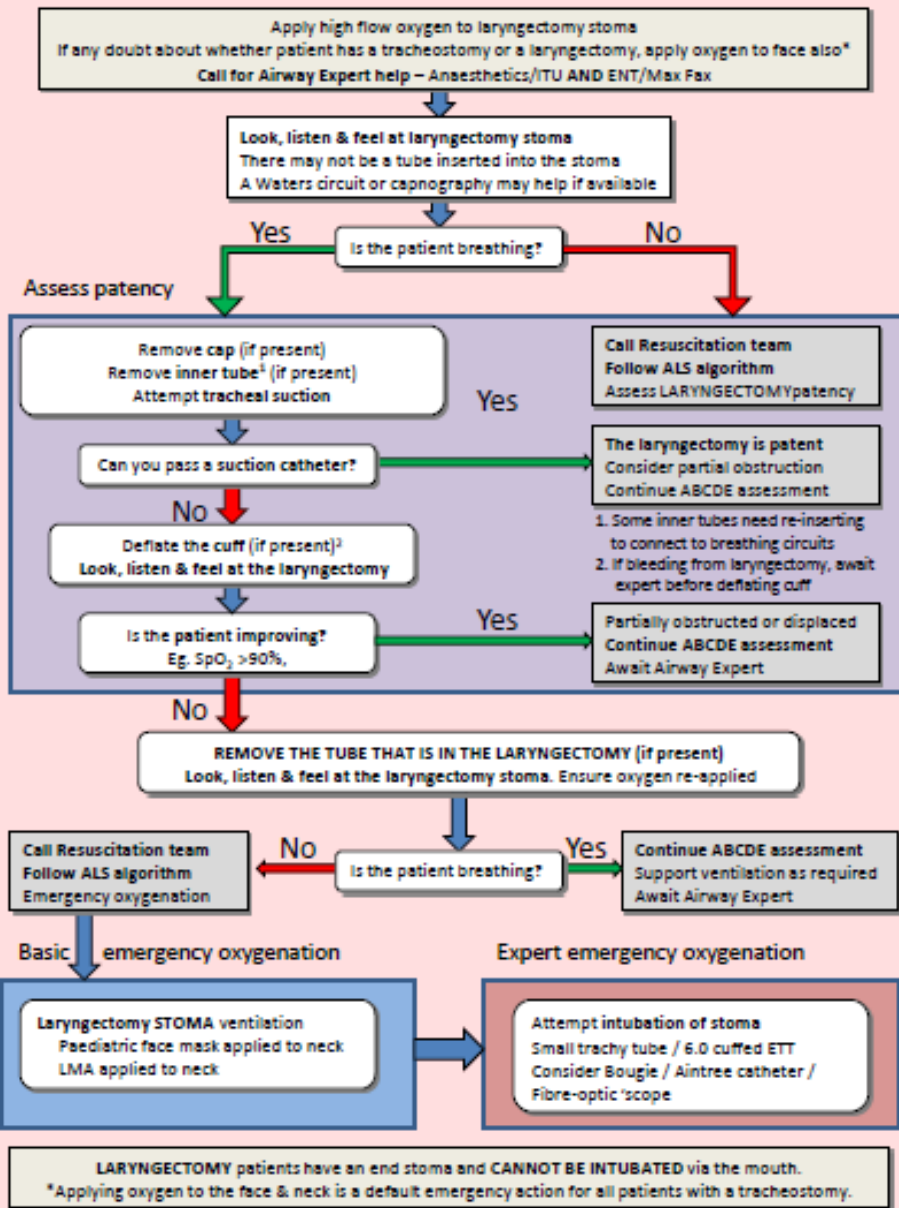 Apply high flow oxygen to laryngectomy stoma
If any doubt about whether patient has a tracheostomy or a laryngectomy, apply oxygen to face also*
Call for Airway Expert help – Anaesthetics/ITU AND ENT/Max Fax
Look, listen & feel at laryngectomy stoma
There may not be a tube inserted into the stoma
A Waters circuit or capnography may help if available
Yes
Is the patient breathing?
No
Assess patency
Remove cap (if present)
Remove inner tube¹ (if present)
Attempt tracheal suction
Call Resuscitation team
Follow ALS algorithm
Assess LARYNGECTOMYpatency
Yes
Can you pass a suction catheter?
The laryngectomy is patent
Consider partial obstruction
Continue ABCDE assessment
No
1. Some inner tubes need re-inserting
to connect to breathing circuits
2. If bleeding from laryngectomy, await
expert before deflating cuff
Deflate the cuff (if present)²
Look, listen & feel at the laryngectomy
Is the patient improving?
Eg. SpO₂ >90%,
Yes
Partially obstructed or displaced
Continue ABCDE assessment
Await Airway Expert
No
REMOVE THE TUBE THAT IS IN THE LARYNGECTOMY (if present)
Look, listen & feel at the laryngectomy stoma. Ensure oxygen re-applied
Call Resuscitation team
Follow ALS algorithm
Emergency oxygenation
No
Is the patient breathing?
Yes
Continue ABCDE assessment
Support ventilation as required
Await Airway Expert
Basic emergency oxygenation
Laryngectomy STOMA ventilation
Paediatric face mask applied to neck
LMA applied to neck
Expert emergency oxygenation
Attempt intubation of stoma
Small trachy tube / 6.0 cuffed ETT
Consider Bougie / Aintree catheter /
Fibre-optic 'scope
LARYNGECTOMY patients have an end stoma and CANNOT BE INTUBATED via the mouth.
*Applying oxygen to the face & neck is a default emergency action for all patients with a tracheostomy.